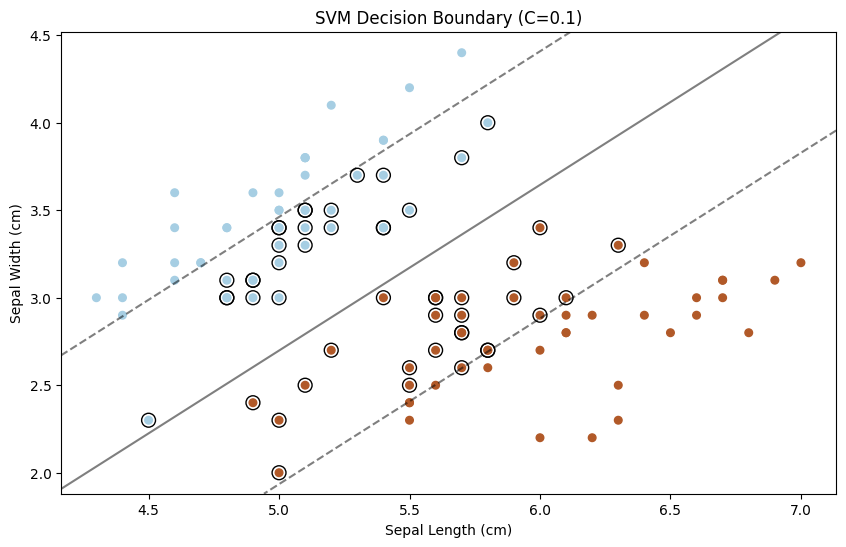 SVM Decision Boundary (C=0.1)
Sepal Width (cm)
4.5
4.0
3.5
3.0
2.5
2.0
4.5 5.0 5.5 6.0 6.5 7.0
Sepal Length (cm)